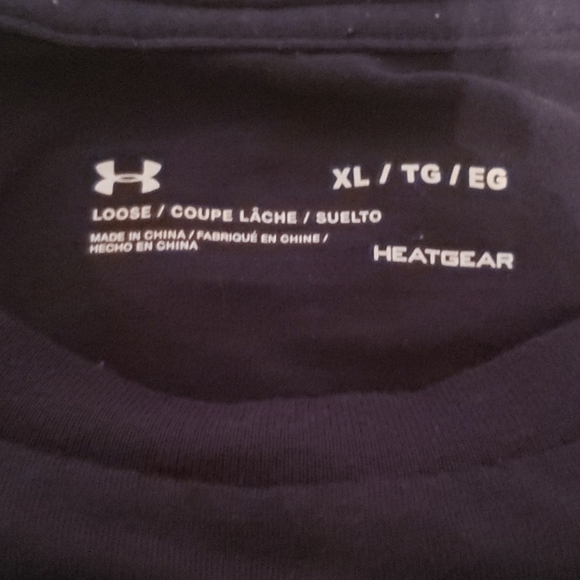 XL / TG / EG
LOOSE / COUPE LÂCHE / SUELTO
MADE IN CHINA / FABRIQUÉ EN CHINE /
HECHO EN CHINA
HEATGEAR